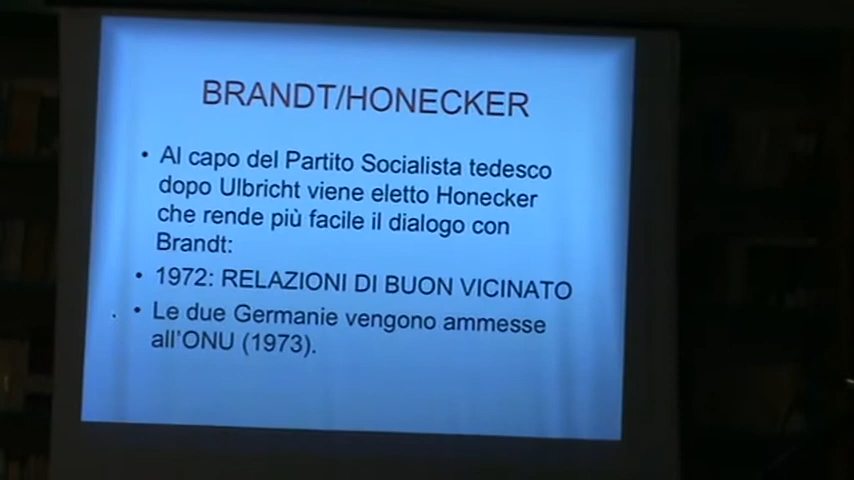 BRANDT/HONECKER
• Al capo del Partito Socialista tedesco
dopo Ulbricht viene eletto Honecker
che rende più facile il dialogo con
Brandt:
• 1972: RELAZIONI DI BUON VICINATO
• Le due Germanie vengono ammesse
all'ONU (1973).